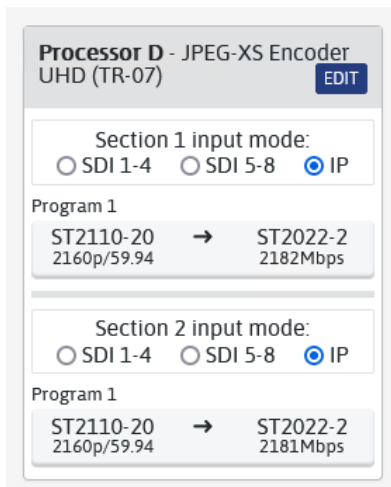 Processor D - JPEG-XS Encoder
UHD (TR-07)
EDIT
Section 1 input mode:
SDI 1-4 SDI 5-8 IP
Program 1
ST2110-20 → ST2022-2
2160p/59.94 2182Mbps
Section 2 input mode:
SDI 1-4 SDI 5-8 IP
Program 1
ST2110-20 → ST2022-2
2160p/59.94 2181Mbps